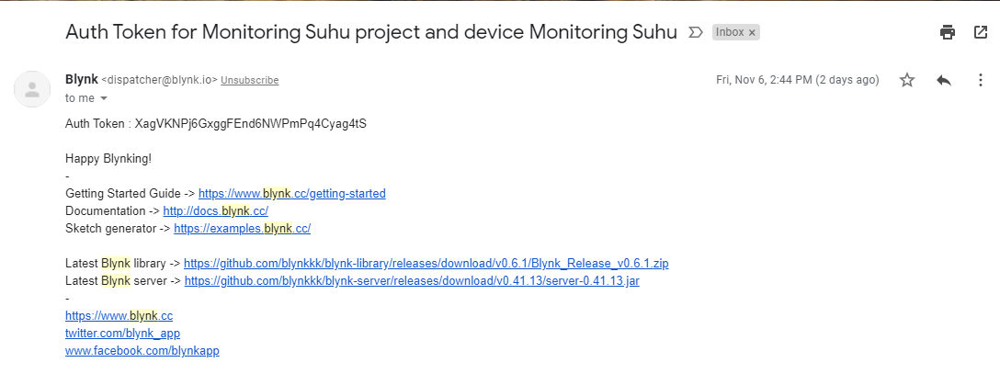 Auth Token for Monitoring Suhu project and device Monitoring Suhu Inbox ×
Blynk <dispatcher@blynk.io> Unsubscribe Fri, Nov 6, 2:44 PM (2 days ago)
to me
Auth Token : XagVKNPj6GxggFEnd6NWPmPq4Cyag4tS
Happy Blynking!
-
Getting Started Guide -> https://www.blynk.cc/getting-started
Documentation -> http://docs.blynk.cc/
Sketch generator -> https://examples.blynk.cc/
Latest Blynk library -> https://github.com/blynkkk/blynk-library/releases/download/v0.6.1/Blynk_Release_v0.6.1.zip
Latest Blynk server -> https://github.com/blynkkk/blynk-server/releases/download/v0.41.13/server-0.41.13.jar
-
https://www.blynk.cc
twitter.com/blynk_app
www.facebook.com/blynkapp